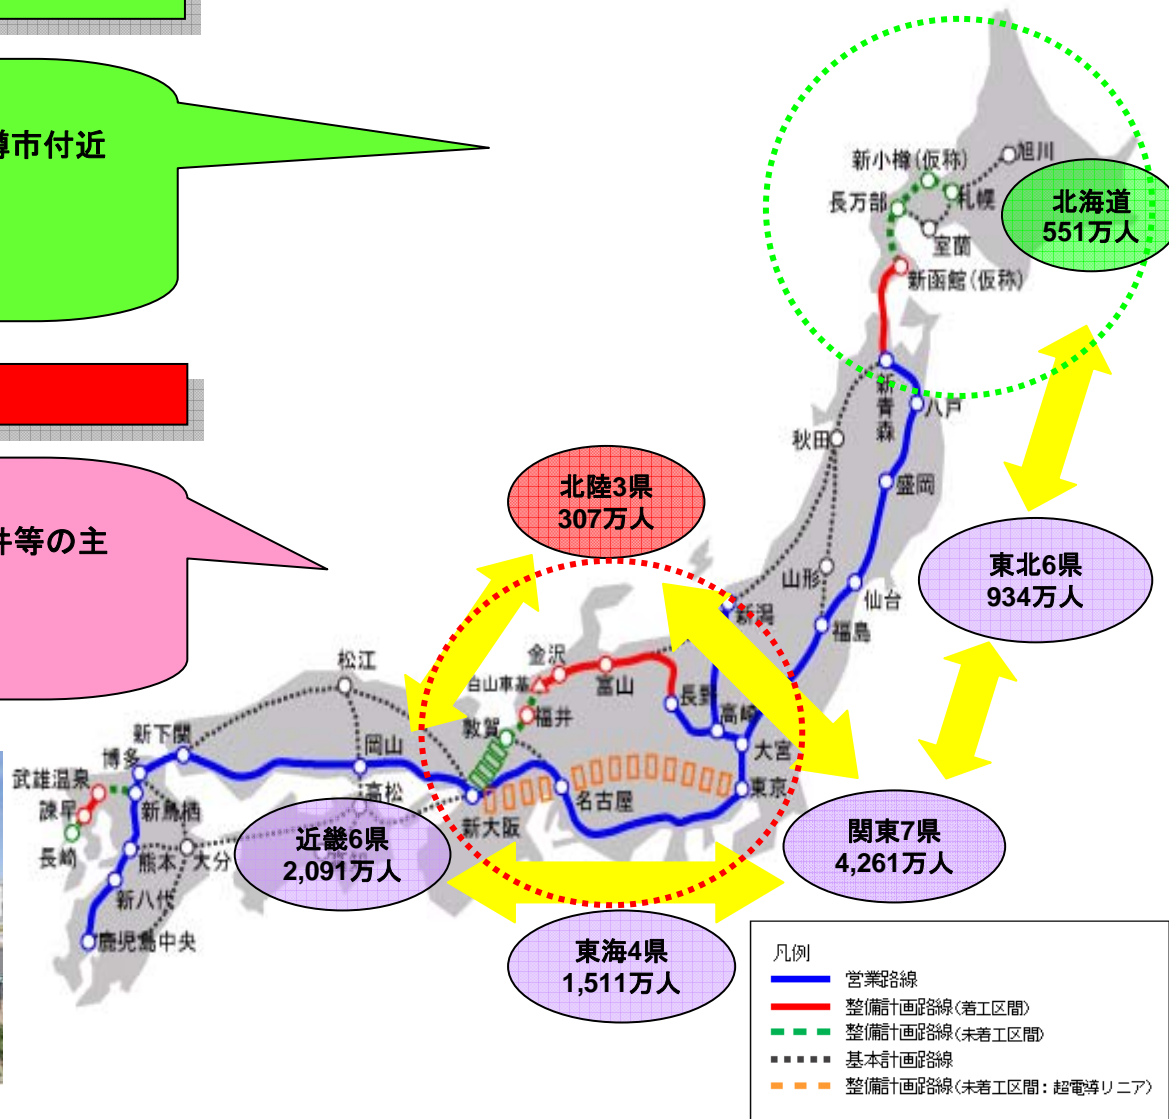 樽市付近
件等の主
新小樽(仮称)
旭川
長万部
札幌
室蘭
新函館(仮称)
北海道
551万人
新青森
八戸
秋田
盛岡
北陸3県
307万人
東北6県
934万人
山形
仙台
新潟
福島
松江
金沢
白山車基
富山
長野
福井
高崎
敦賀
新下関
博多
岡山
大宮
武雄温泉
高松
東京
諫早
新鳥栖
名古屋
新大阪
長崎
熊本
大分
近畿6県
2,091万人
関東7県
4,261万人
新八代
鹿児島中央
東海4県
1,511万人
凡例
営業路線
整備計画路線(着工区間)
整備計画路線(未着工区間)
基本計画路線
整備計画路線(未着工区間:超電導リニア)